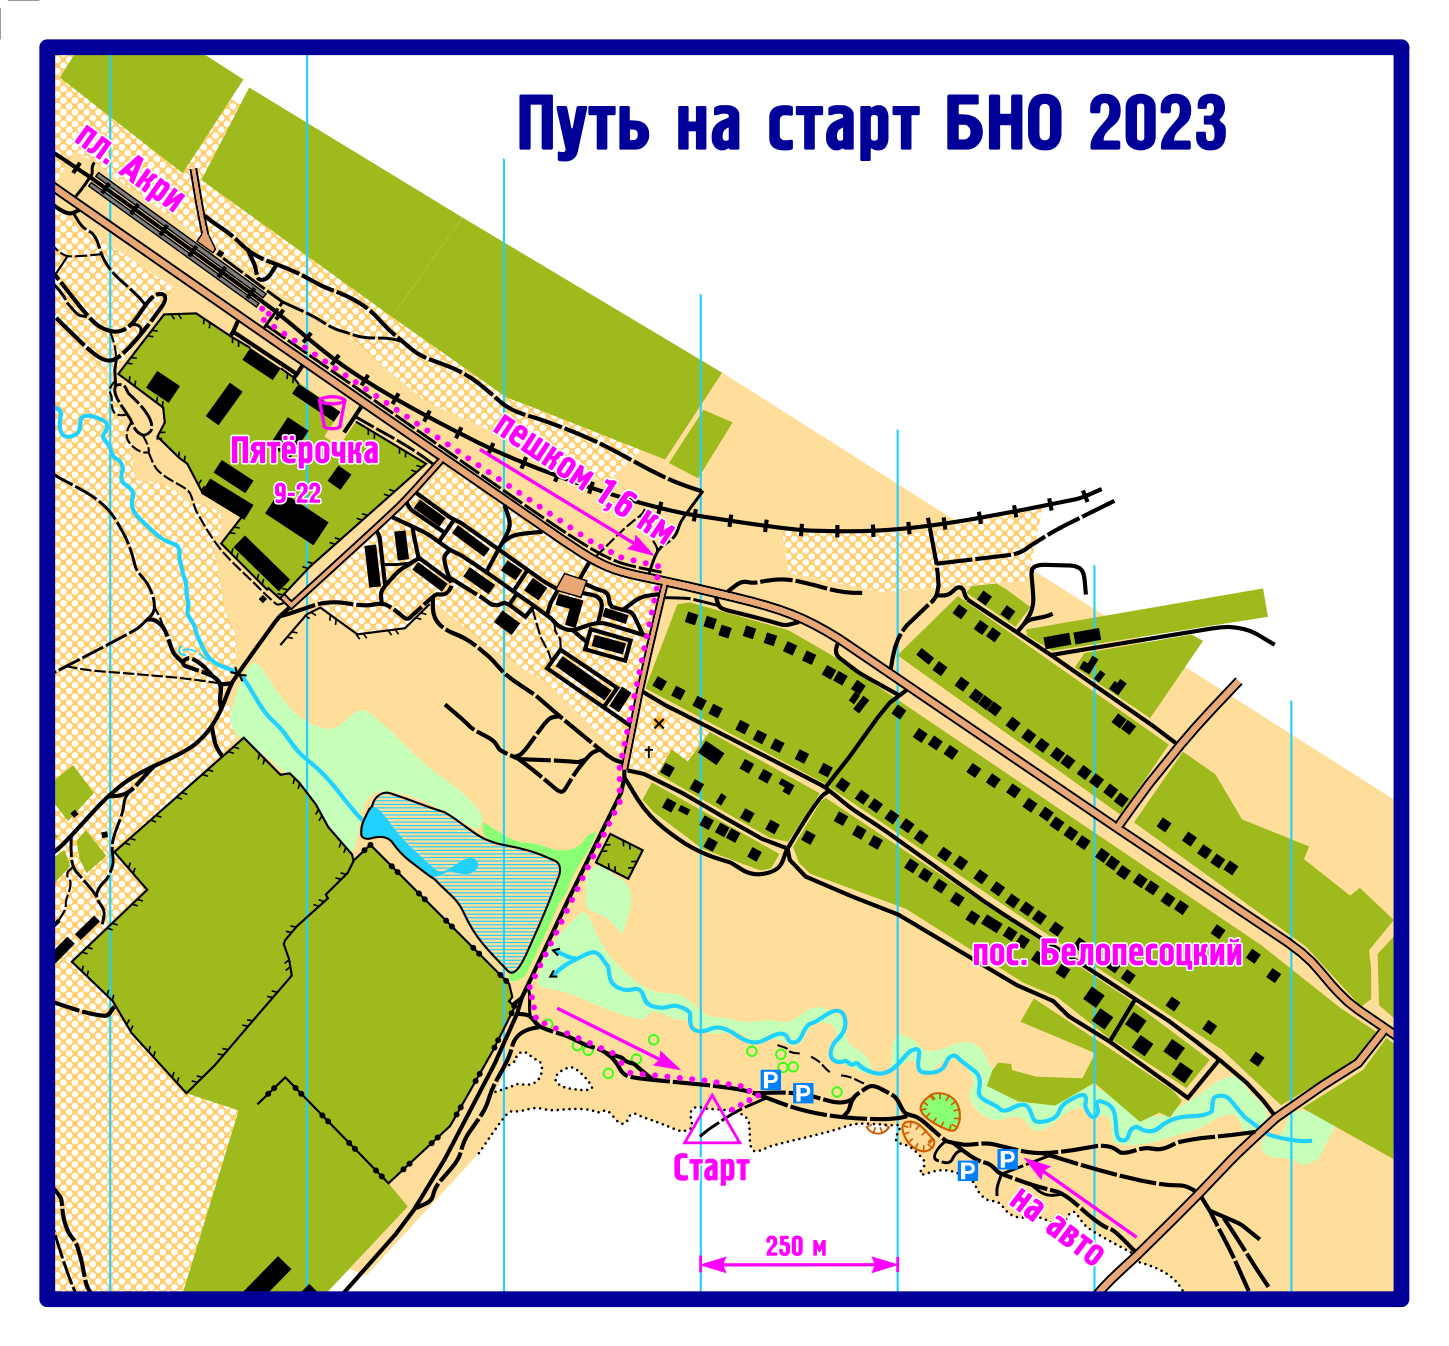 Путь на старт БНО 2023
пл. Акри
пешком 1,6 км
Пятёрочка
9-22
пос. Белопесоцкий
P
P
Старт
P
P
на авто
250 м